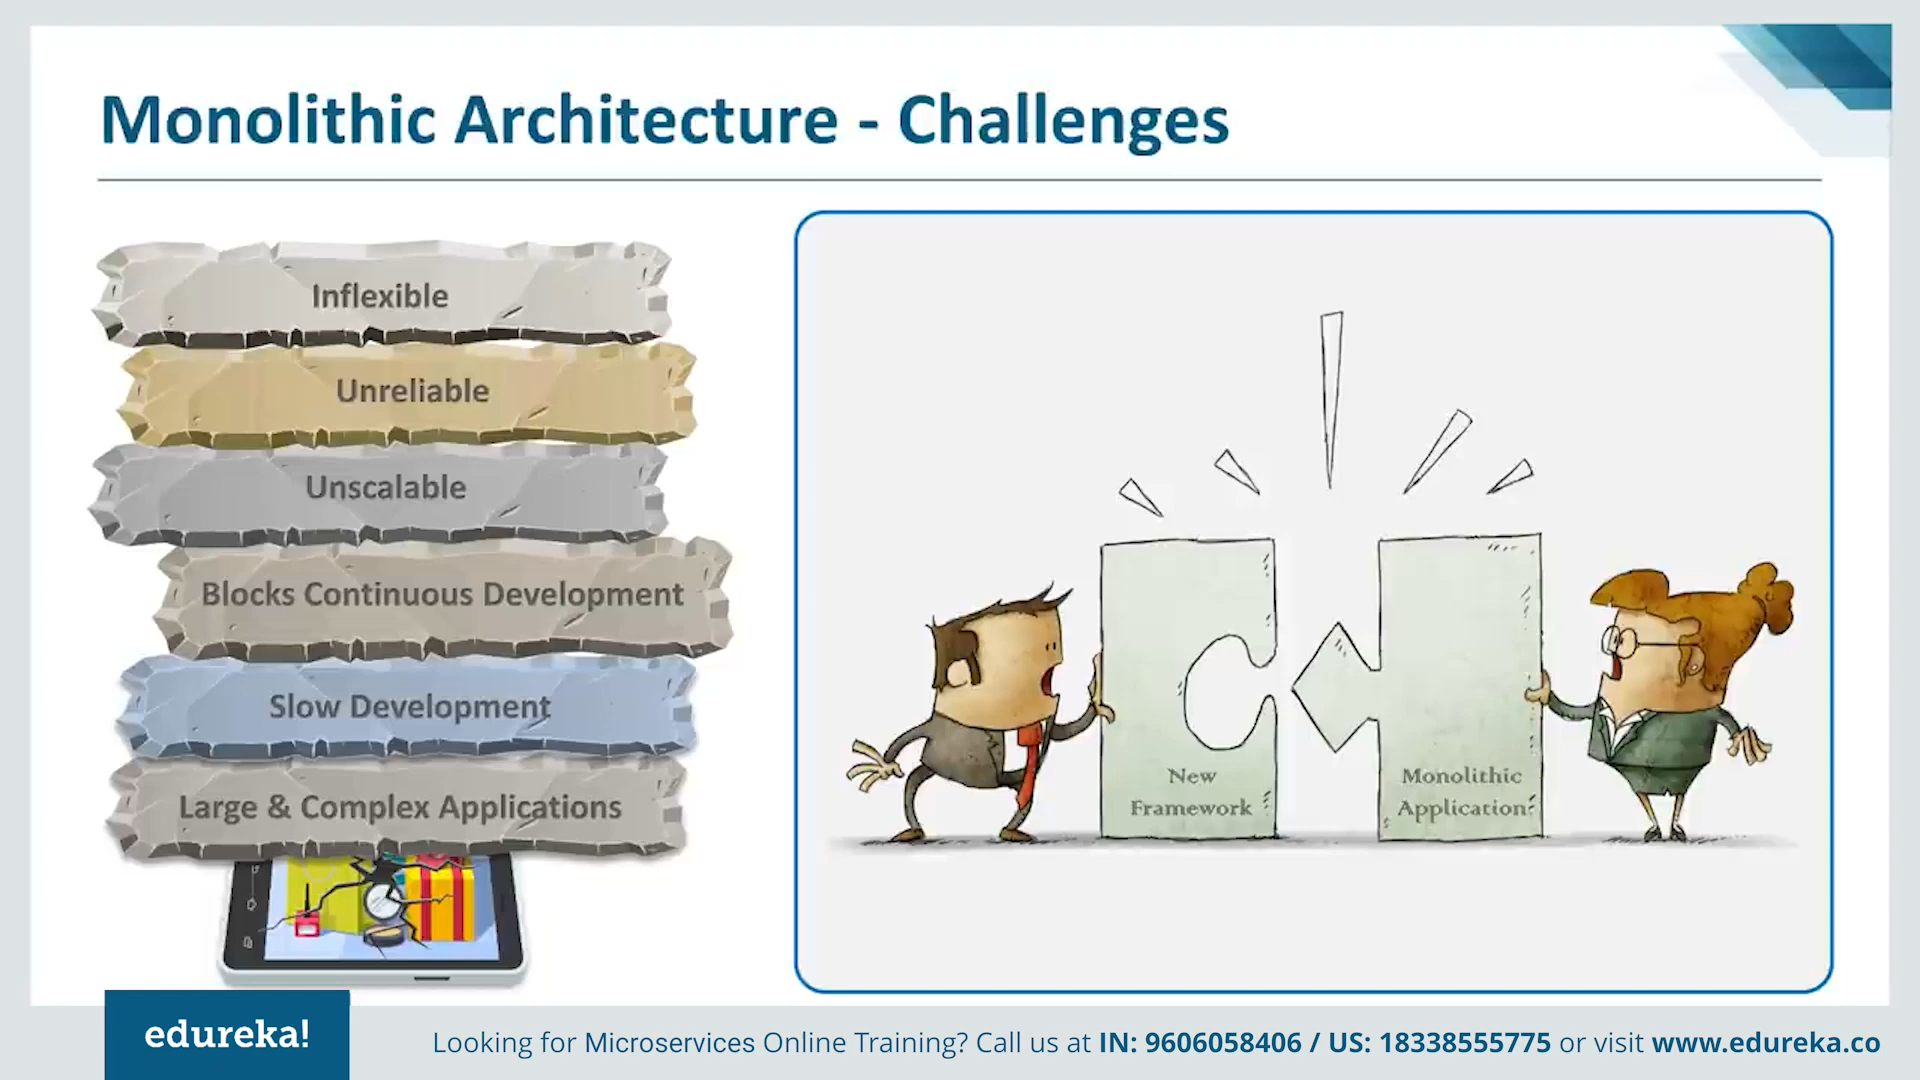 Monolithic Architecture - Challenges
Inflexible
Unreliable
Unscalable
Blocks Continuous Development
Slow Development
Large & Complex Applications
New
Framework
Monolithic
Application
edureka!
Looking for Microservices Online Training? Call us at IN: 9606058406 / US: 18338555775 or visit www.edureka.co